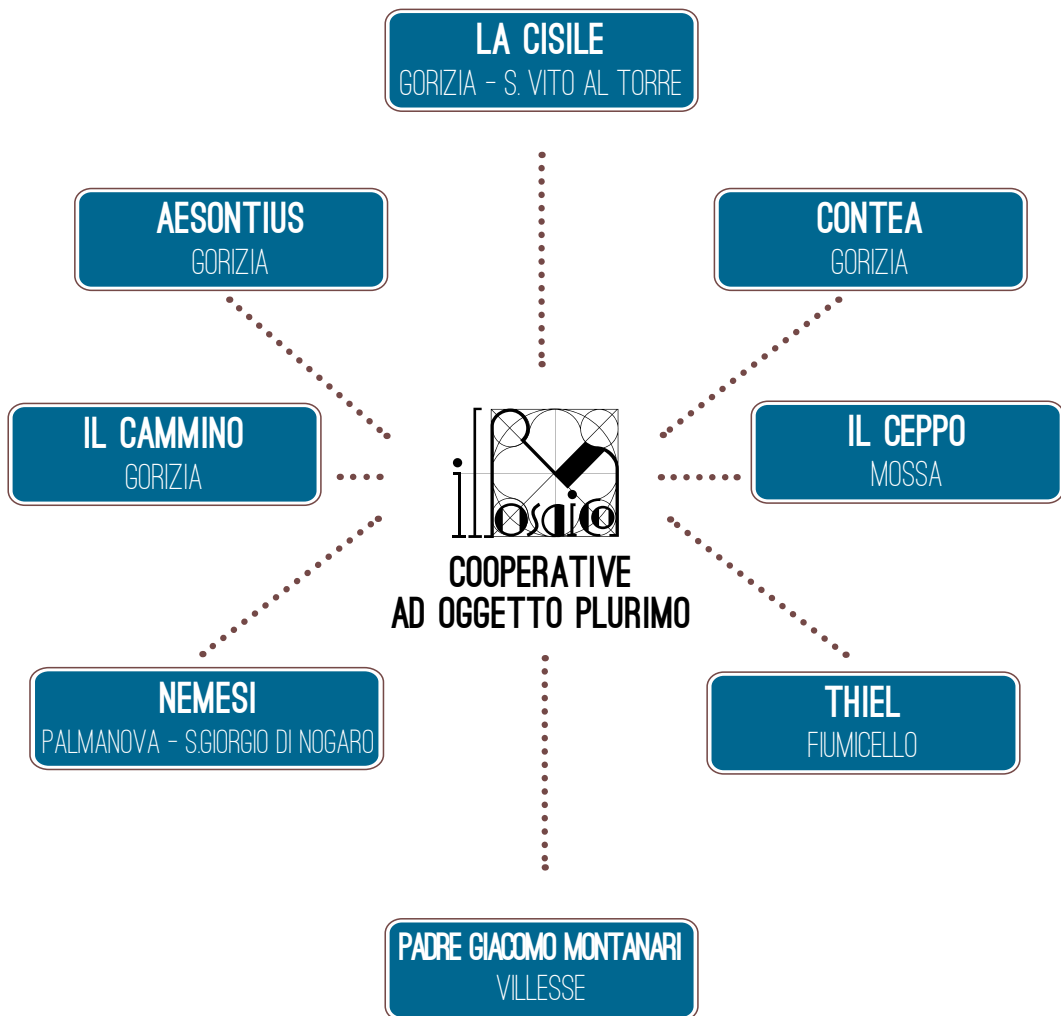 LA CISILE
GORIZIA - S. VITO AL TORRE
AESONTIUS
GORIZIA
CONTEA
GORIZIA
IL CAMMINO
GORIZIA
il Mosaico
COOPERATIVE
AD OGGETTO PLURIMO
IL CEPPO
MOSSA
NEMESI
PALMANOVA - S.GIORGIO DI NOGARO
THIEL
FIUMICELLO
PADRE GIACOMO MONTANARI
VILLESSE